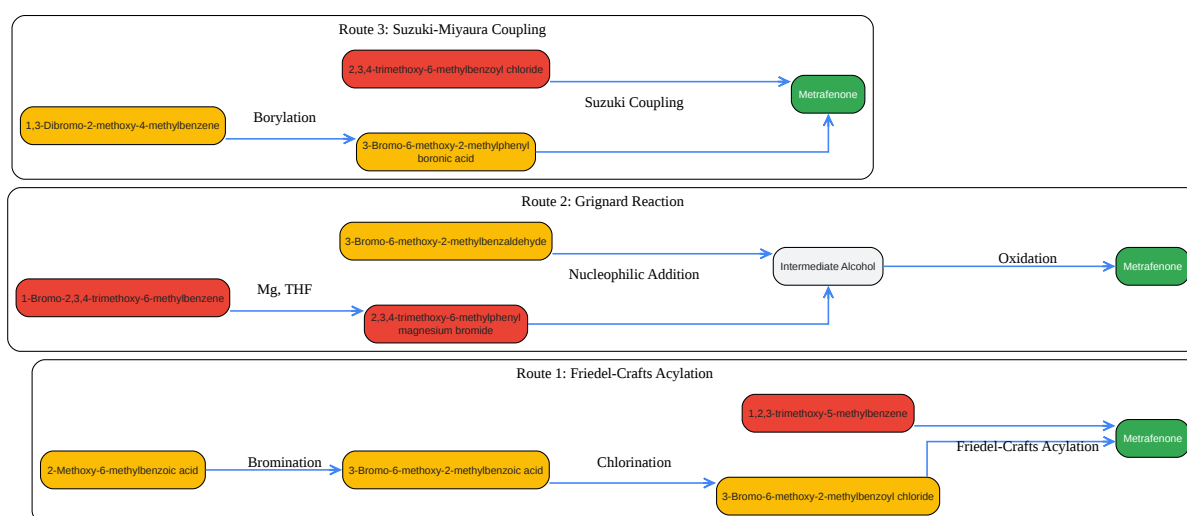 Route 3: Suzuki-Miyaura Coupling
2,3,4-trimethoxy-6-methylbenzoyl chloride
Metrafenone
Suzuki Coupling
1,3-Dibromo-2-methoxy-4-methylbenzene
Borylation
3-Bromo-6-methoxy-2-methylphenyl
boronic acid
Route 2: Grignard Reaction
3-Bromo-6-methoxy-2-methylbenzaldehyde
Nucleophilic Addition
Intermediate Alcohol
Oxidation
Metrafenone
1-Bromo-2,3,4-trimethoxy-6-methylbenzene
Mg, THF
2,3,4-trimethoxy-6-methylphenyl
magnesium bromide
Route 1: Friedel-Crafts Acylation
1,2,3-trimethoxy-5-methylbenzene
Metrafenone
Friedel-Crafts Acylation
2-Methoxy-6-methylbenzoic acid
Bromination
3-Bromo-6-methoxy-2-methylbenzoic acid
Chlorination
3-Bromo-6-methoxy-2-methylbenzoyl chloride